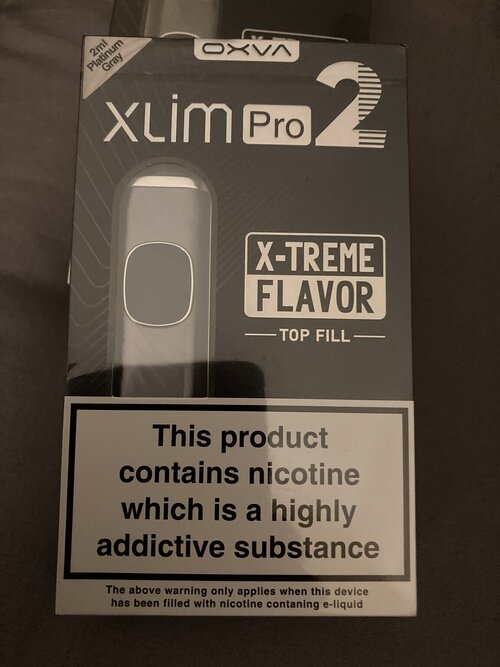 2ml
Platinum
Gray
OXVA
XLIM Pro 2
X-TREME
FLAVOR
TOP FILL
This product
contains nicotine
which is a highly
addictive substance
The above warning only applies when this device
has been filled with nicotine contaning e-liquid